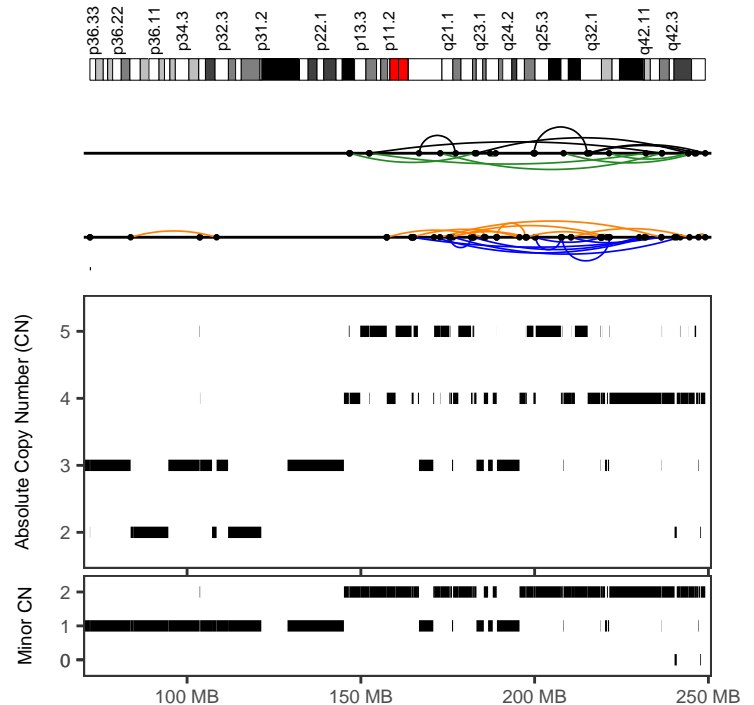 p36.33
p36.22
p36.11
p34.3
p32.3
p31.2
p22.1
p13.3
p11.2
q21.1
q23.1
q24.2
q25.3
q32.1
q42.11
q42.3
Absolute Copy Number (CN)
5
4
3
2
Minor CN
2
1
0
100 MB
150 MB
200 MB
250 MB